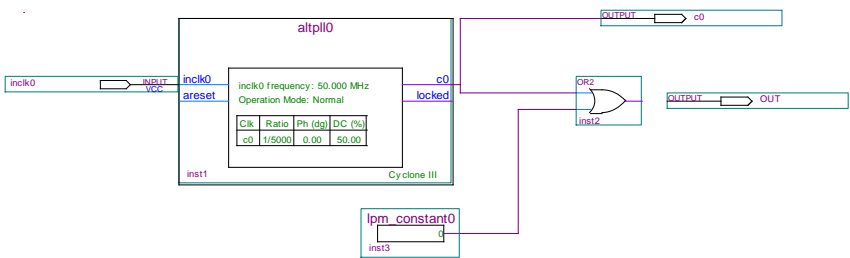 altpll0
OUTPUT c0
inclk0 INPUT
VCC
inclk0
areset
c0
locked
inclk0 frequency: 50.000 MHz
Operation Mode: Normal
Clk Ratio Ph (dg) DC (%)
c0 1/5000 0.00 50.00
inst1
Cyclone III
OR2
inst2
OUTPUT OUT
lpm_constant0
0
inst3